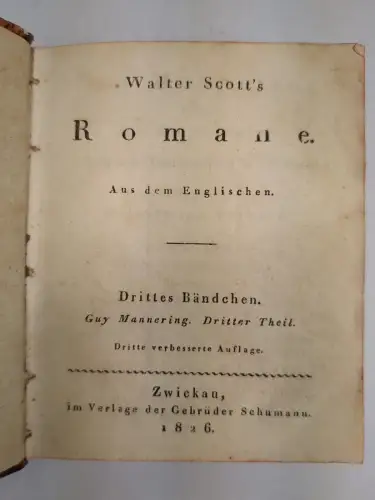 Walter Scott's
Romane.
Aus dem Englischen.
Drittes Bändchen.
Guy Mannering. Dritter Theil.
Dritte verbesserte Auflage.
Zwickau,
im Verlage der Gebrüder Schumann.
1826.